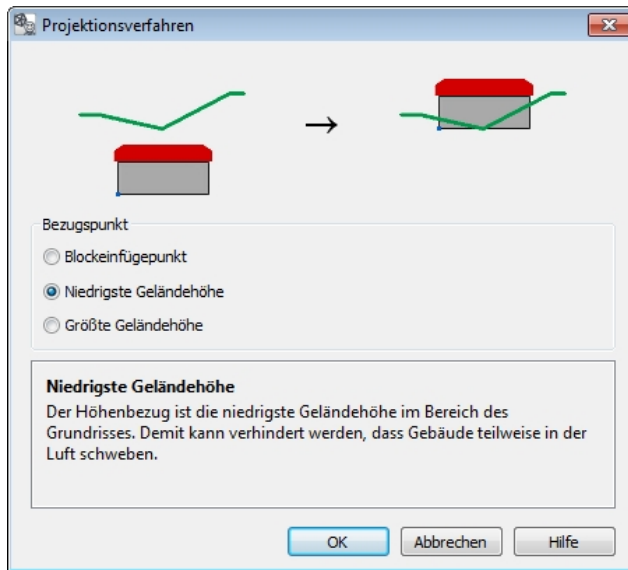 Projektionsverfahren
Bezugspunkt
Blockeinfügepunkt
Niedrigste Geländehöhe
Größte Geländehöhe
Niedrigste Geländehöhe
Der Höhenbezug ist die niedrigste Geländehöhe im Bereich des
Grundrisses. Demit kann verhindert werden, dass Gebäude teilweise in der
Luft schweben.
OK
Abbrechen
Hilfe